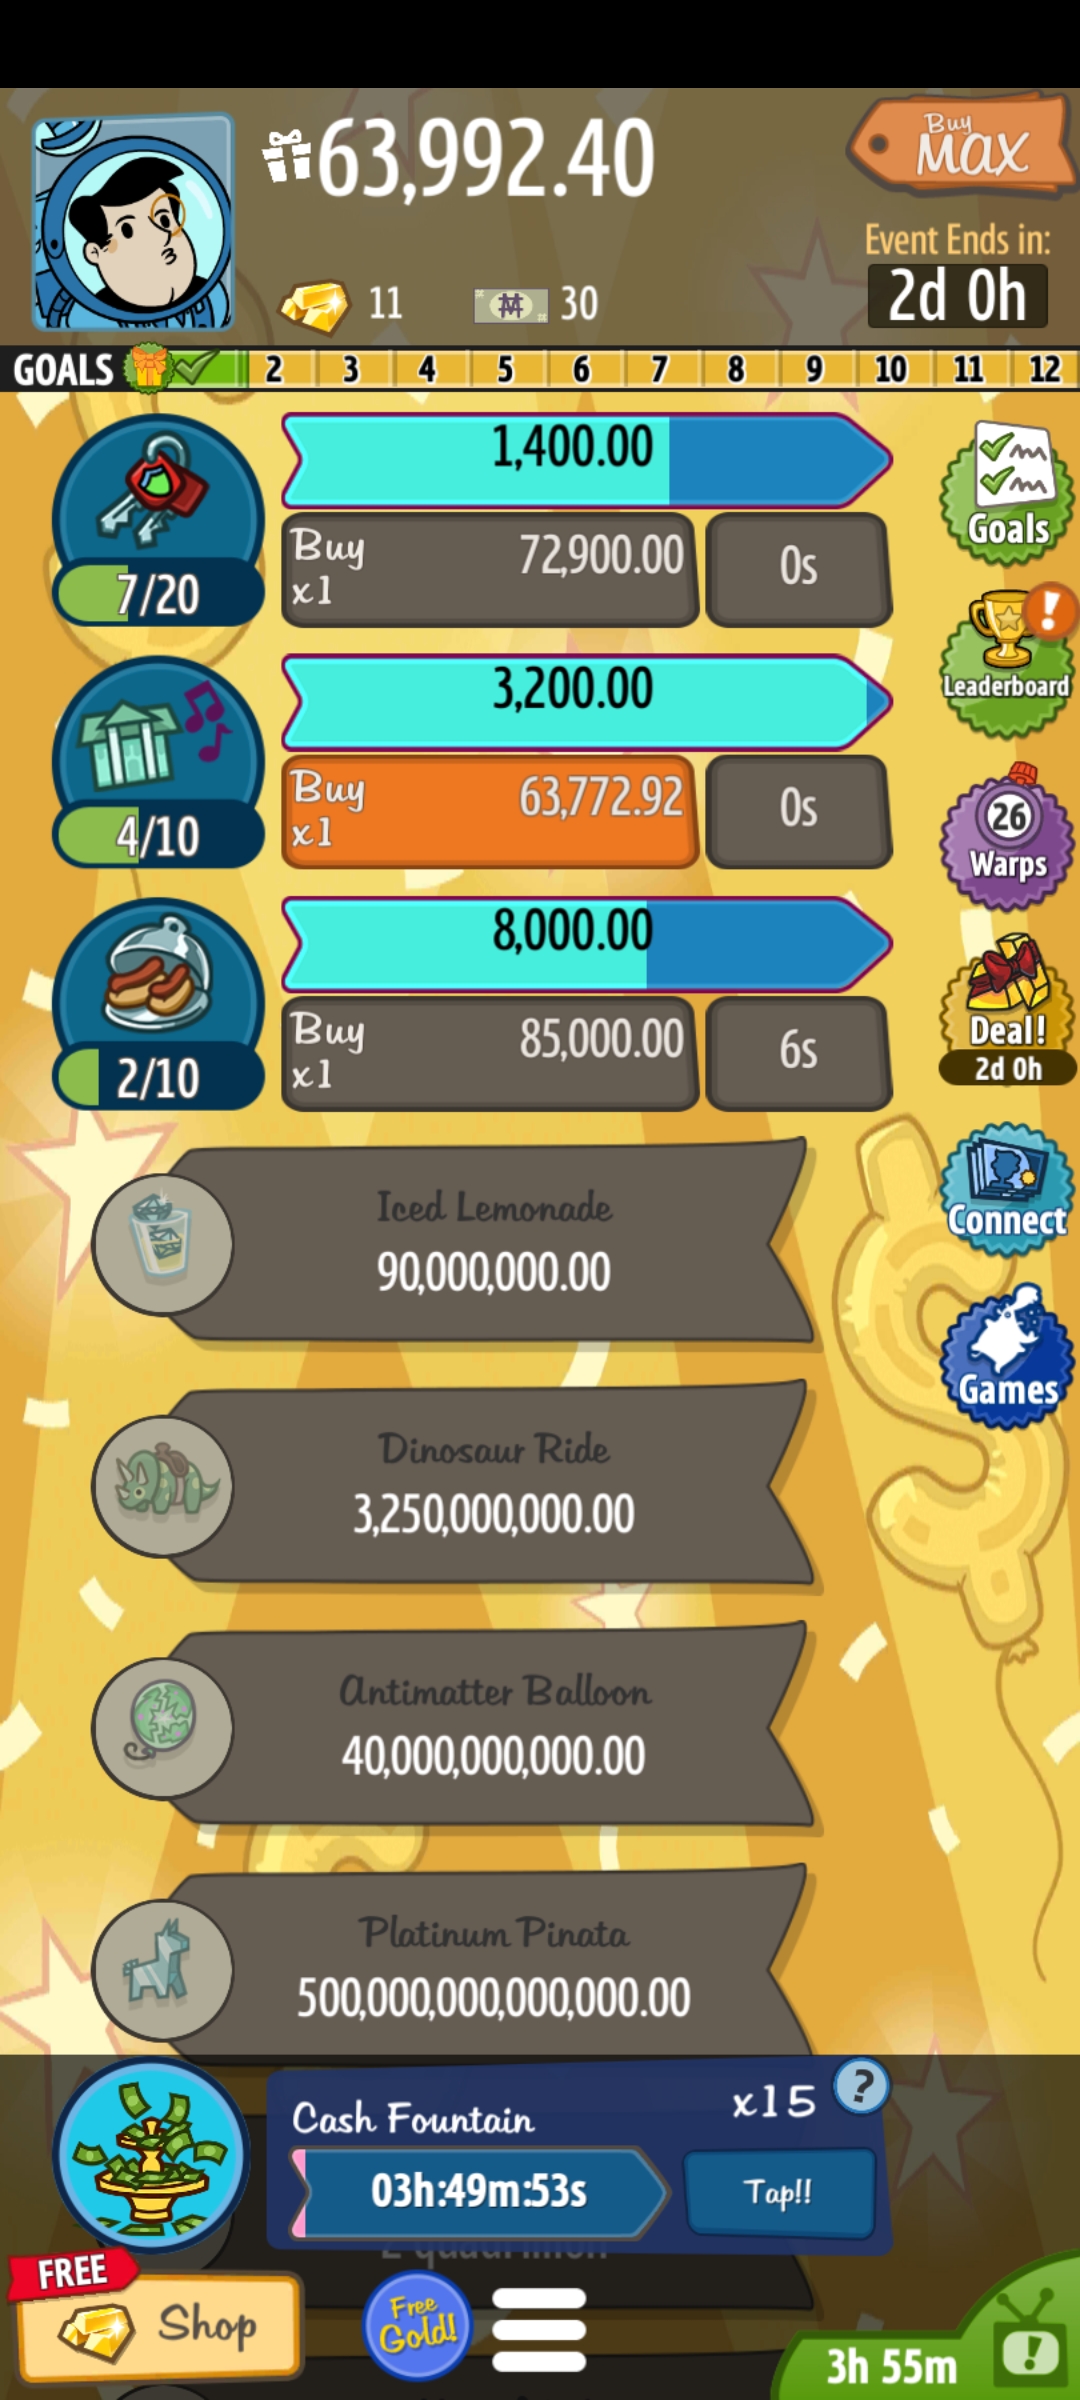 63,992.40
Buy
MAX
Event Ends in:
2d 0h
11
30
GOALS 2 3 4 5 6 7 8 9 10 11 12
1,400.00
Buy
x1
72,900.00
0s
7/20
Goals
3,200.00
Buy
x1
63,772.92
0s
4/10
Leaderboard
!
26
Warps
8,000.00
Buy
x1
85,000.00
6s
2/10
Deal!
2d 0h
Iced Lemonade
90,000,000.00
Connect
Dinosaur Ride
3,250,000,000.00
Games
Antimatter Balloon
40,000,000,000.00
Platinum Pinata
500,000,000,000,000.00
Cash Fountain
x15
?
03h:49m:53s
Tap!!
FREE
Shop
Free
Gold!
3h 55m
!